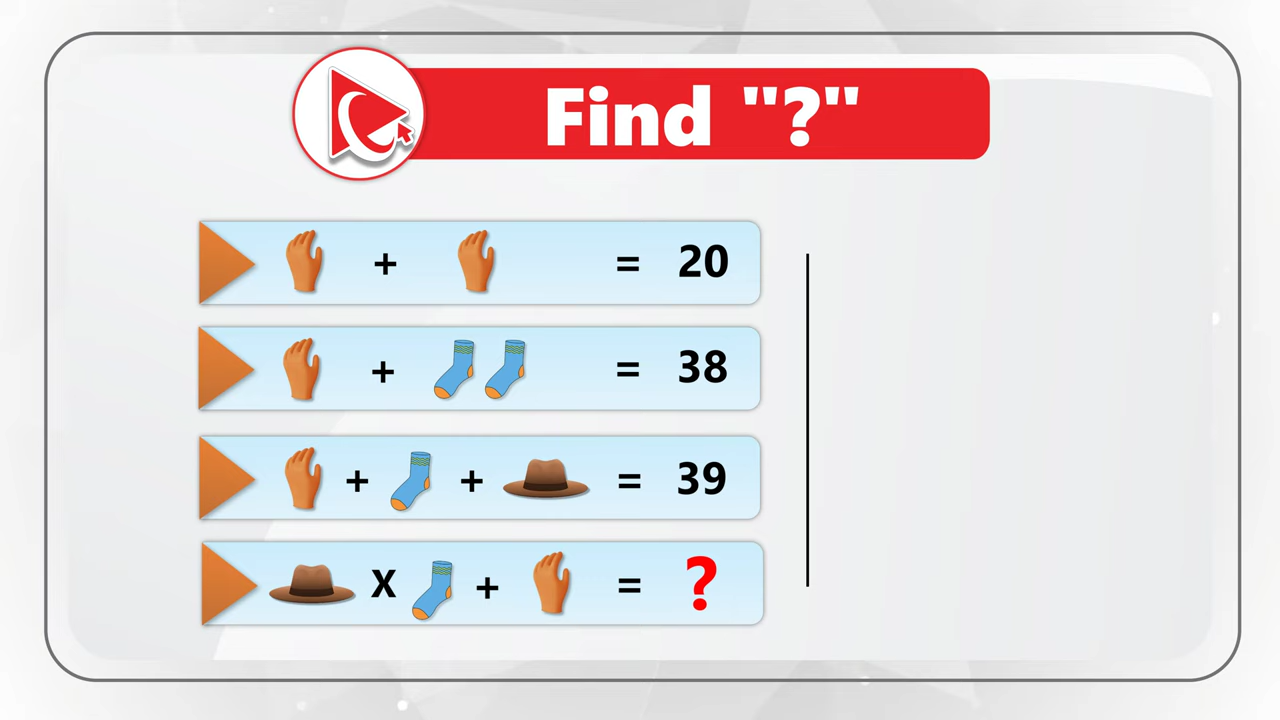 Find "?"
+ = 20
+ = 38
+ + = 39
X + = ?